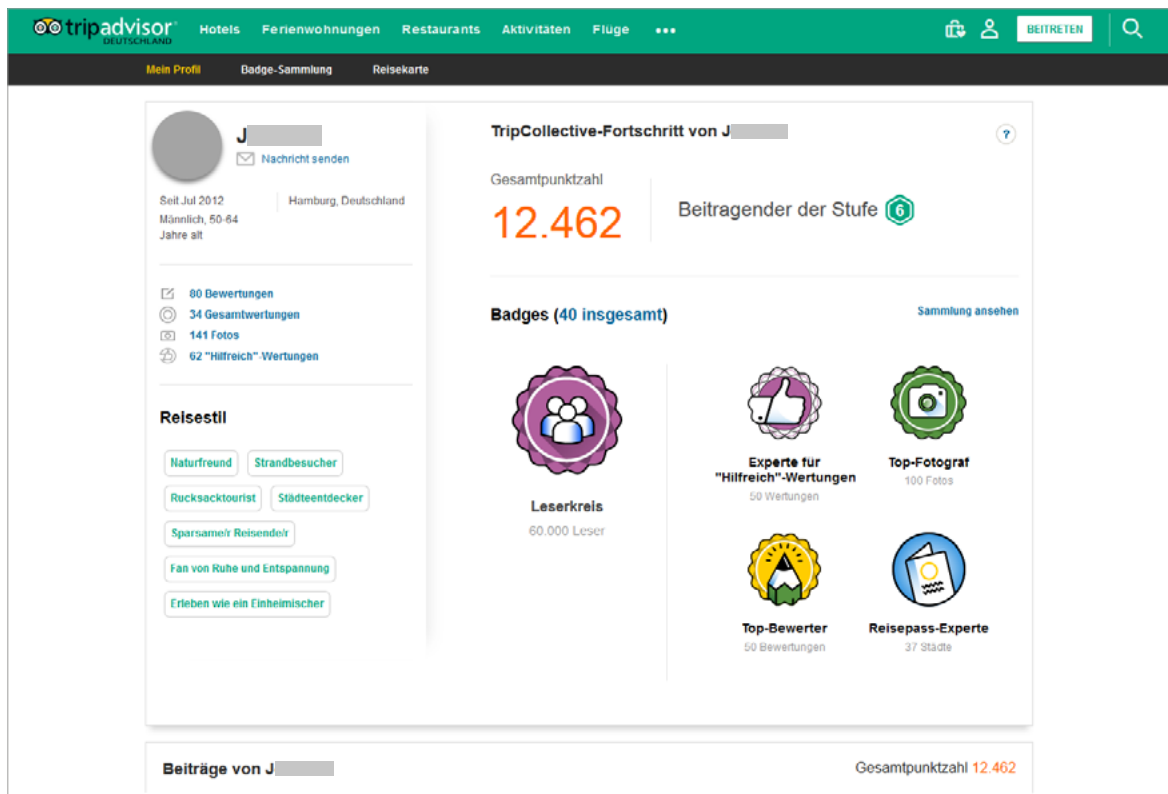 tripadvisor
DEUTSCHLAND
Hotels Ferienwohnungen Restaurants Aktivitäten Flüge ••• BEITRETEN
Mein Profil Badge-Sammlung Reisekarte
J
Nachricht senden
Seit Jul 2012
Hamburg, Deutschland
Männlich, 50-64
Jahre alt
80 Bewertungen
34 Gesamtwertungen
141 Fotos
62 "Hilfreich"-Wertungen
Reisestil
Naturfreund Strandbesucher
Rucksacktourist Städteentdecker
Sparsame/r Reisende/r
Fan von Ruhe und Entspannung
Erleben wie ein Einheimischer
TripCollective-Fortschritt von J
?
Gesamtpunktzahl
12.462
Beitragender der Stufe 6
Badges (40 insgesamt)
Sammlung ansehen
Leserkreis
60.000 Leser
Experte für
"Hilfreich"-Wertungen
50 Wertungen
Top-Fotograf
100 Fotos
Top-Bewerter
50 Bewertungen
Reisepass-Experte
37 Städte
Beiträge von J
Gesamtpunktzahl 12.462